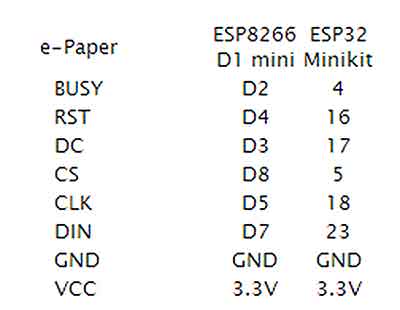 e-Paper ESP8266 ESP32
D1 mini Minikit
BUSY D2 4
RST D4 16
DC D3 17
CS D8 5
CLK D5 18
DIN D7 23
GND GND GND
VCC 3.3V 3.3V